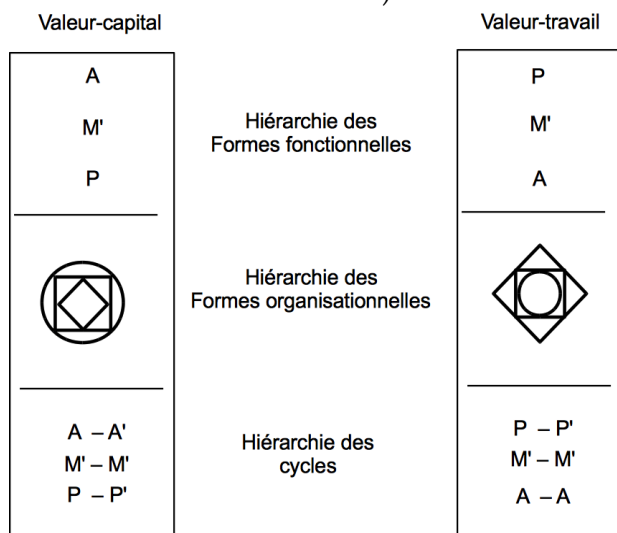 Valeur-capital
Valeur-travail
A
M'
P
Hiérarchie des
Formes fonctionnelles
P
M'
A
Hiérarchie des
Formes organisationnelles
A – A'
M' – M'
P – P'
Hiérarchie des
cycles
P – P'
M' – M'
A – A